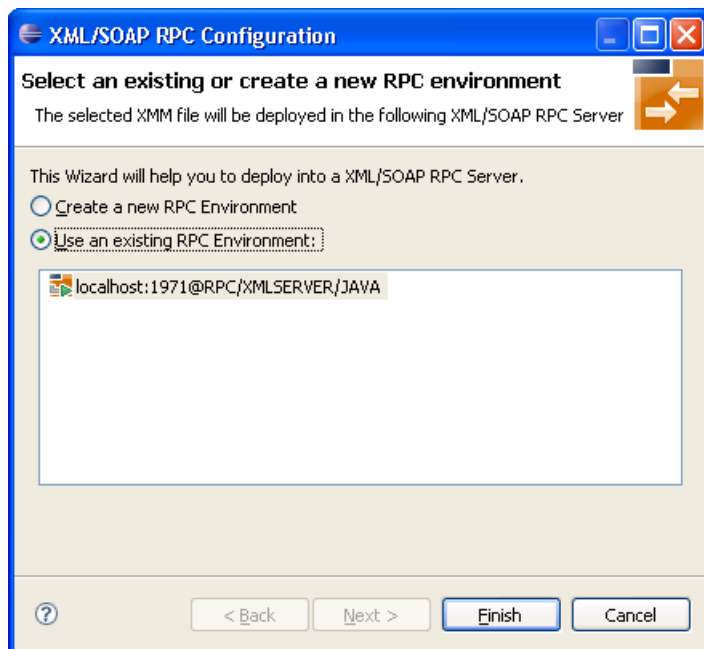 XML/SOAP RPC Configuration
Select an existing or create a new RPC environment
The selected XMM file will be deployed in the following XML/SOAP RPC Server
This Wizard will help you to deploy into a XML/SOAP RPC Server.
Create a new RPC Environment
Use an existing RPC Environment:
localhost:1971@RPC/XMLSERVER/JAVA
? < Back Next > Finish Cancel